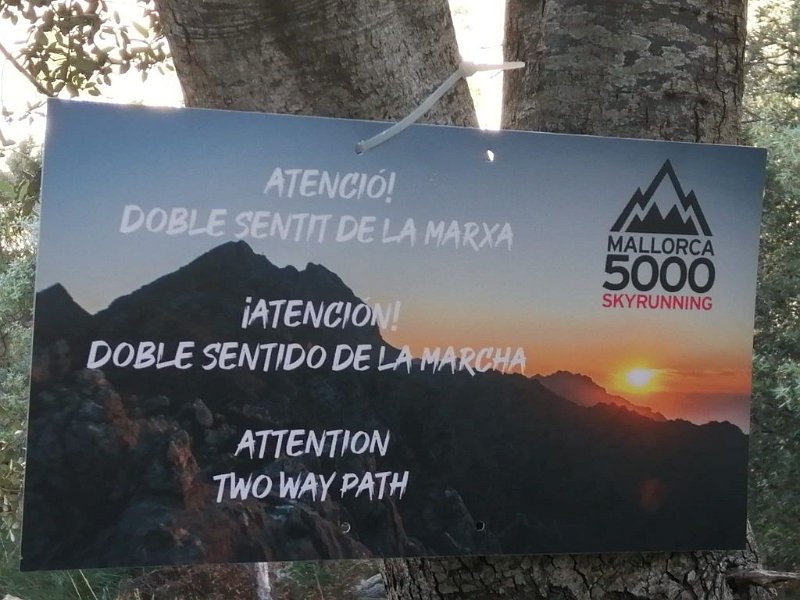 ATENCIÓ!
DOBLE SENTIT DE LA MARXA
¡ATENCIÓN!
DOBLE SENTIDO DE LA MARCHA
ATTENTION
TWO WAY PATH
MALLORCA
5000
SKYRUNNING